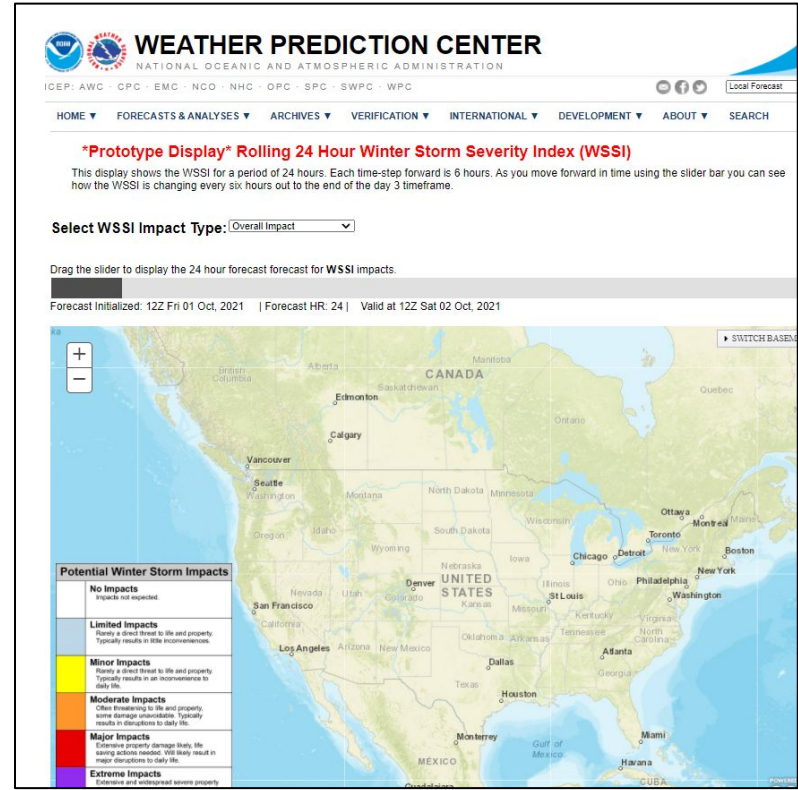 WEATHER PREDICTION CENTER
NATIONAL OCEANIC AND ATMOSPHERIC ADMINISTRATION
ICEP: AWC · CPC · EMC · NCO · NHC · OPC · SPC · SWPC · WPC
Local Forecast
HOME ▼ FORECASTS & ANALYSES ▼ ARCHIVES ▼ VERIFICATION ▼ INTERNATIONAL ▼ DEVELOPMENT ▼ ABOUT ▼ SEARCH
*Prototype Display* Rolling 24 Hour Winter Storm Severity Index (WSSI)
This display shows the WSSI for a period of 24 hours. Each time-step forward is 6 hours. As you move forward in time using the slider bar you can see
how the WSSI is changing every six hours out to the end of the day 3 timeframe.
Select WSSI Impact Type: Overall Impact
Drag the slider to display the 24 hour forecast forecast for WSSI impacts.
Forecast Initialized: 12Z Fri 01 Oct, 2021 | Forecast HR: 24 | Valid at 12Z Sat 02 Oct, 2021
SWITCH BASEM
+
−
British
Columbia
Alberta
Manitoba
CANADA
Saskatchewan
Quebec
Edmonton
Ontario
Calgary
Vancouver
Seattle
Washington
Montana
North Dakota
Minnesota
Ottawa
Montreal
Maine
Oregon
Idaho
South Dakota
Wisconsin
Toronto
Wyoming
Iowa
Chicago
Detroit
New York
Boston
Nebraska
New York
Denver
UNITED
STATES
Illinois
Ohio
Philadelphia
Nevada
Utah
Colorado
Kansas
St Louis
Washington
San Francisco
Missouri
Kentucky
Virginia
California
Oklahoma
Arkansas
Tennessee
North
Carolina
Los Angeles
Arizona
New Mexico
Atlanta
Dallas
Georgia
Texas
Houston
Monterrey
Gulf of
Mexico
Miami
MÉXICO
Havana
CUBA
Guadalajara
POWERED
Potential Winter Storm Impacts
No Impacts
Impacts not expected.
Limited Impacts
Rarely a direct threat to life and property.
Typically results in little inconveniences.
Minor Impacts
Rarely a direct threat to life and property.
Typically results in an inconvenience to
daily life.
Moderate Impacts
Often threatening to life and property,
some damage unavoidable. Typically
results in disruptions to daily life.
Major Impacts
Extensive property damage likely, life
saving actions needed. Will likely result in
major disruptions to daily life.
Extreme Impacts
Extensive and widespread severe property